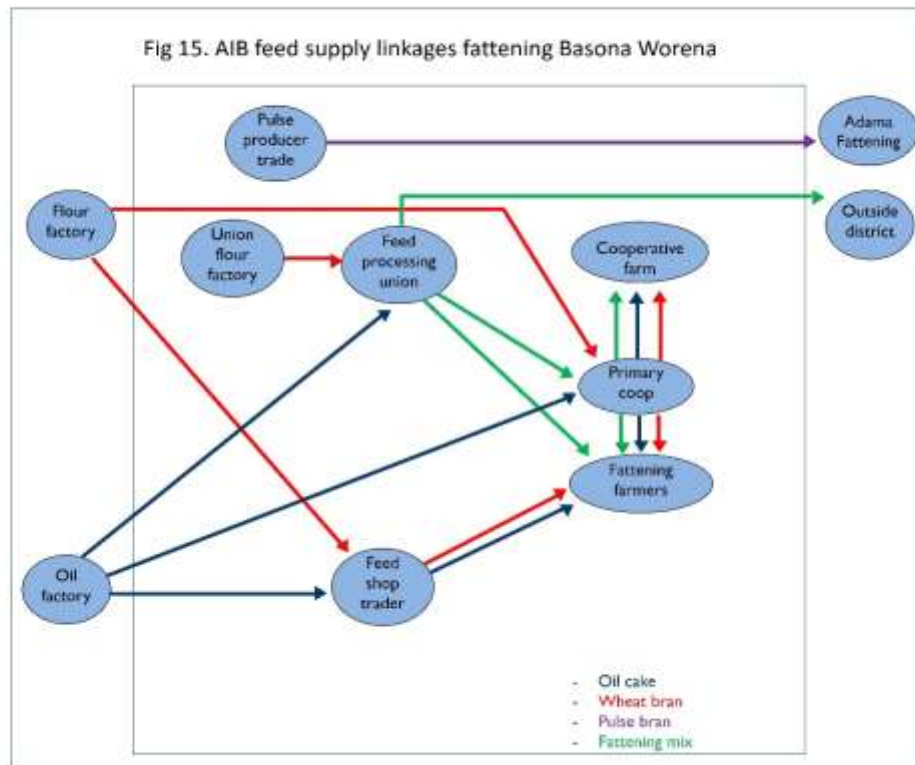 Fig 15. AIB feed supply linkages fattening Basona Worena
Pulse
producer
trade
Adama
Fattening
Flour
factory
Union
flour
factory
Feed
processing
union
Cooperative
farm
Outside
district
Primary
coop
Fattening
farmers
Oil
factory
Feed
shop
trader
- Oil cake
- Wheat bran
- Pulse bran
- Fattening mix